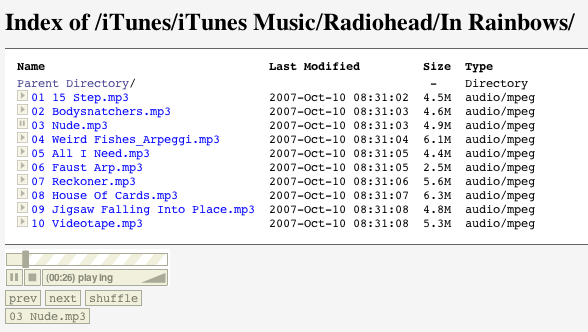 Index of /iTunes/iTunes Music/Radiohead/In Rainbows/
Name Last Modified Size Type
Parent Directory/ - Directory
01 15 Step.mp3 2007-Oct-10 08:31:02 4.5M audio/mpeg
02 Bodysnatchers.mp3 2007-Oct-10 08:31:03 4.6M audio/mpeg
03 Nude.mp3 2007-Oct-10 08:31:03 4.9M audio/mpeg
04 Weird Fishes_Arpeggi.mp3 2007-Oct-10 08:31:04 6.1M audio/mpeg
05 All I Need.mp3 2007-Oct-10 08:31:05 4.4M audio/mpeg
06 Faust Arp.mp3 2007-Oct-10 08:31:05 2.5M audio/mpeg
07 Reckoner.mp3 2007-Oct-10 08:31:06 5.6M audio/mpeg
08 House Of Cards.mp3 2007-Oct-10 08:31:07 6.3M audio/mpeg
09 Jigsaw Falling Into Place.mp3 2007-Oct-10 08:31:08 4.8M audio/mpeg
10 Videotape.mp3 2007-Oct-10 08:31:08 5.3M audio/mpeg
(00:26) playing
prev next shuffle
03 Nude.mp3